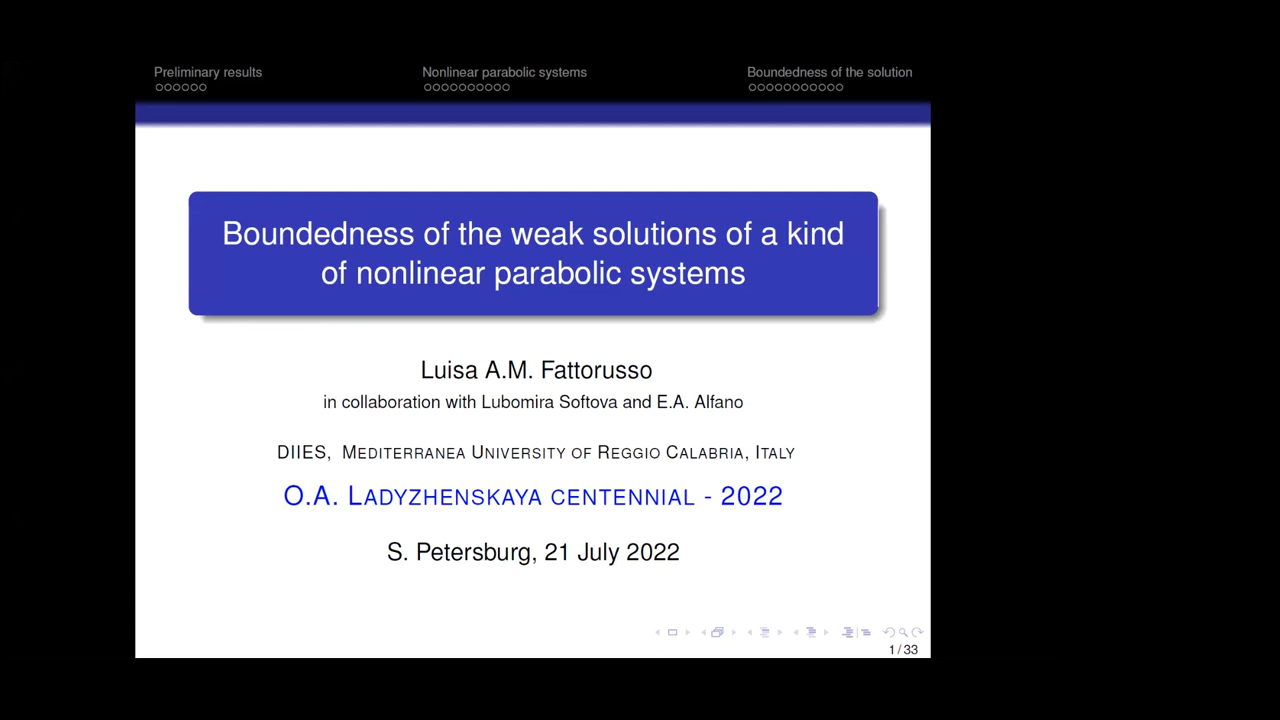 Preliminary results
Nonlinear parabolic systems
Boundedness of the solution
Boundedness of the weak solutions of a kind
of nonlinear parabolic systems
Luisa A.M. Fattorusso
in collaboration with Lubomira Softova and E.A. Alfano
DIIES, MEDITERRANEA UNIVERSITY OF REGGIO CALABRIA, ITALY
O.A. LADYZHENSKAYA CENTENNIAL - 2022
S. Petersburg, 21 July 2022
1 / 33